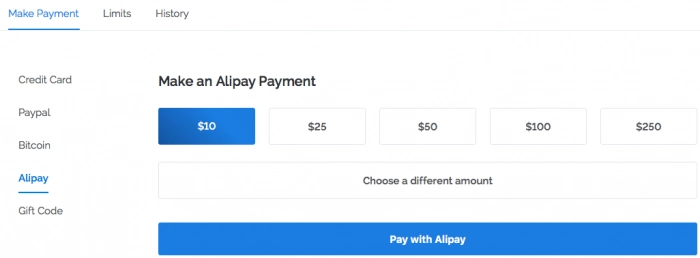 Make Payment Limits History
Credit Card
Paypal
Bitcoin
Alipay
Gift Code
Make an Alipay Payment
$10 $25 $50 $100 $250
Choose a different amount
Pay with Alipay